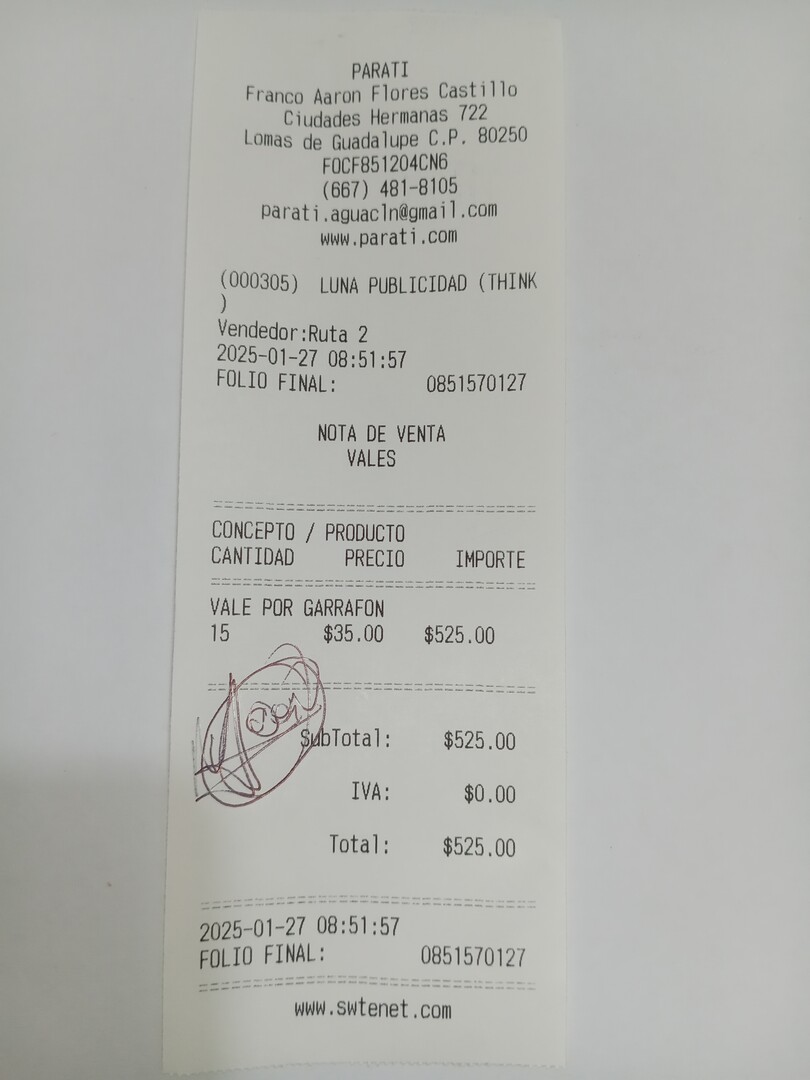 PARATI
Franco Aaron Flores Castillo
Ciudades Hermanas 722
Lomas de Guadalupe C.P. 80250
FOCF851204CN6
(667) 481-8105
parati.aguacln@gmail.com
www.parati.com
(000305) LUNA PUBLICIDAD (THINK
)
Vendedor:Ruta 2
2025-01-27 08:51:57
FOLIO FINAL: 0851570127
NOTA DE VENTA
VALES
CONCEPTO / PRODUCTO
CANTIDAD PRECIO IMPORTE
VALE POR GARRAFON
15 $35.00 $525.00
SubTotal: $525.00
IVA: $0.00
Total: $525.00
2025-01-27 08:51:57
FOLIO FINAL: 0851570127
www.swtenet.com